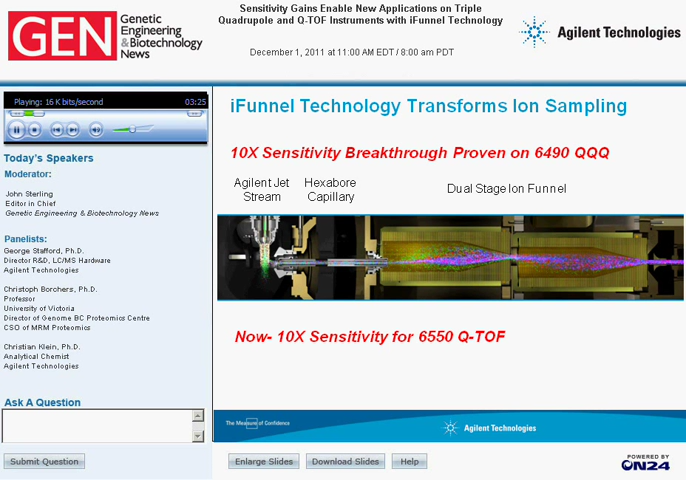 GEN
Genetic
Engineering
& Biotechnology
News
Sensitivity Gains Enable New Applications on Triple
Quadrupole and Q-TOF Instruments with iFunnel Technology
December 1, 2011 at 11:00 AM EDT / 8:00 am PDT
Agilent Technologies
Playing: 16 K bits/second
03:25
Today's Speakers
Moderator:
John Sterling
Editor in Chief
Genetic Engineering & Biotechnology News
Panelists:
George Stafford, Ph.D.
Director R&D, LC/MS Hardware
Agilent Technologies
Christoph Borchers, Ph.D.
Professor
University of Victoria
Director of Genome BC Proteomics Centre
CSO of MRM Proteomics
Christian Klein, Ph.D.
Analytical Chemist
Agilent Technologies
Ask A Question
Submit Question
iFunnel Technology Transforms Ion Sampling
10X Sensitivity Breakthrough Proven on 6490 QQQ
Agilent Jet
Stream
Hexabore
Capillary
Dual Stage Ion Funnel
Now- 10X Sensitivity for 6550 Q-TOF
The Measure of Confidence
Agilent Technologies
Enlarge Slides
Download Slides
Help
POWERED BY
ON24